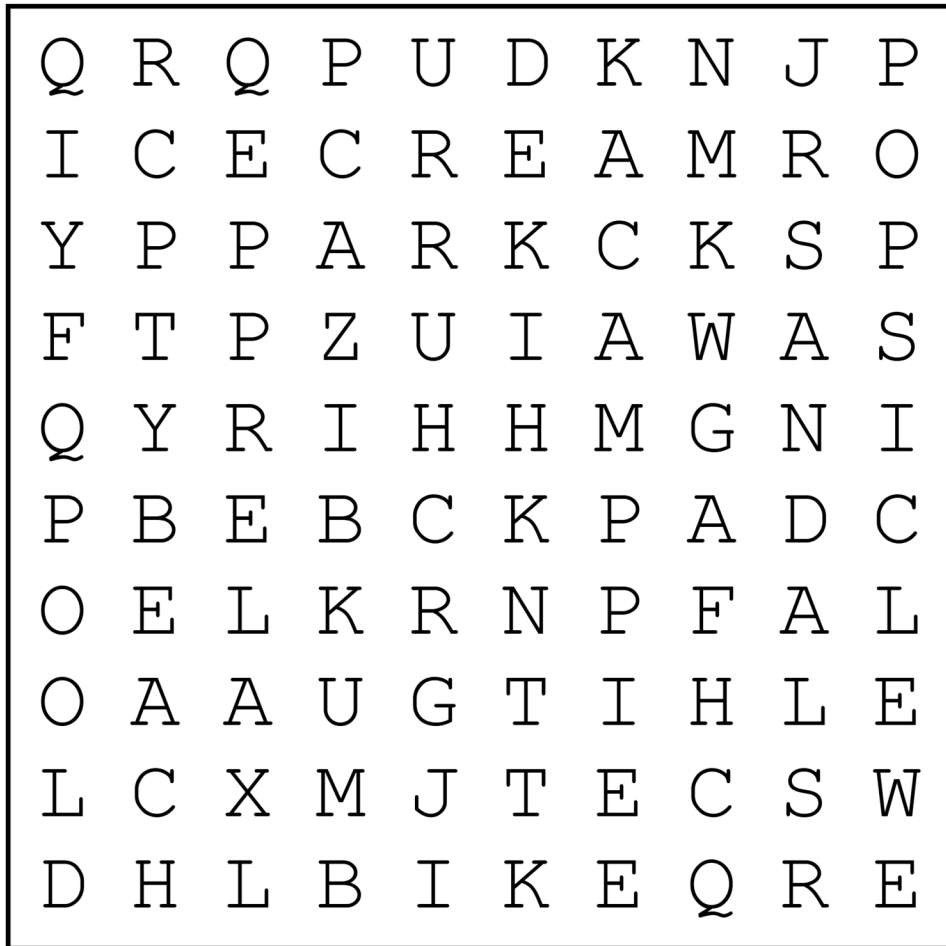 Q R Q P U D K N J P
I C E C R E A M R O
Y P P A R K C K S P
F T P Z U I A W A S
Q Y R I H H M G N I
P B E B C K P A D C
O E L K R N P F A L
O A A U G T I H L E
L C X M J T E C S W
D H L B I K E Q R E